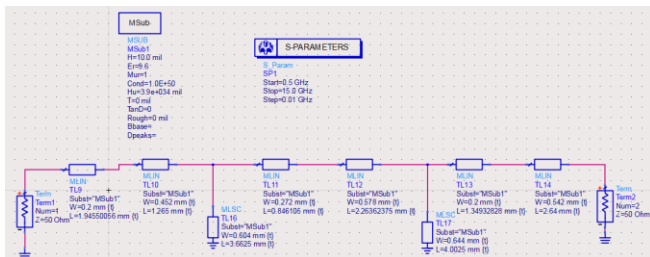 MSub
MSUB
MSub1
H=10.0 mil
Er=9.6
Mur=1
Cond=1.0E+50
Hu=3.9e+034 mil
T=0 mil
TanD=0
Rough=0 mil
Bbase=
Dpeaks=
S-PARAMETERS
S_Param
SP1
Start=0.5 GHz
Stop=15.0 GHz
Step=0.01 GHz
Term
Term1
Num=1
Z=50 Ohm
MLIN
TL9
Subst="MSub1"
W=0.2 mm {t}
L=1.94550056 mm {t}
MLIN
TL10
Subst="MSub1"
W=0.452 mm {t}
L=1.265 mm {t}
MLSC
TL16
Subst="MSub1"
W=0.604 mm {t}
L=3.6625 mm {t}
MLIN
TL11
Subst="MSub1"
W=0.272 mm {t}
L=0.846105 mm {t}
MLIN
TL12
Subst="MSub1"
W=0.578 mm {t}
L=2.26362375 mm {t}
MLSC
TL17
Subst="MSub1"
W=0.644 mm {t}
L=4.0025 mm {t}
MLIN
TL13
Subst="MSub1"
W=0.2 mm {t}
L=1.34932828 mm {t}
MLIN
TL14
Subst="MSub1"
W=0.542 mm {t}
L=2.64 mm {t}
Term
Term2
Num=2
Z=50 Ohm